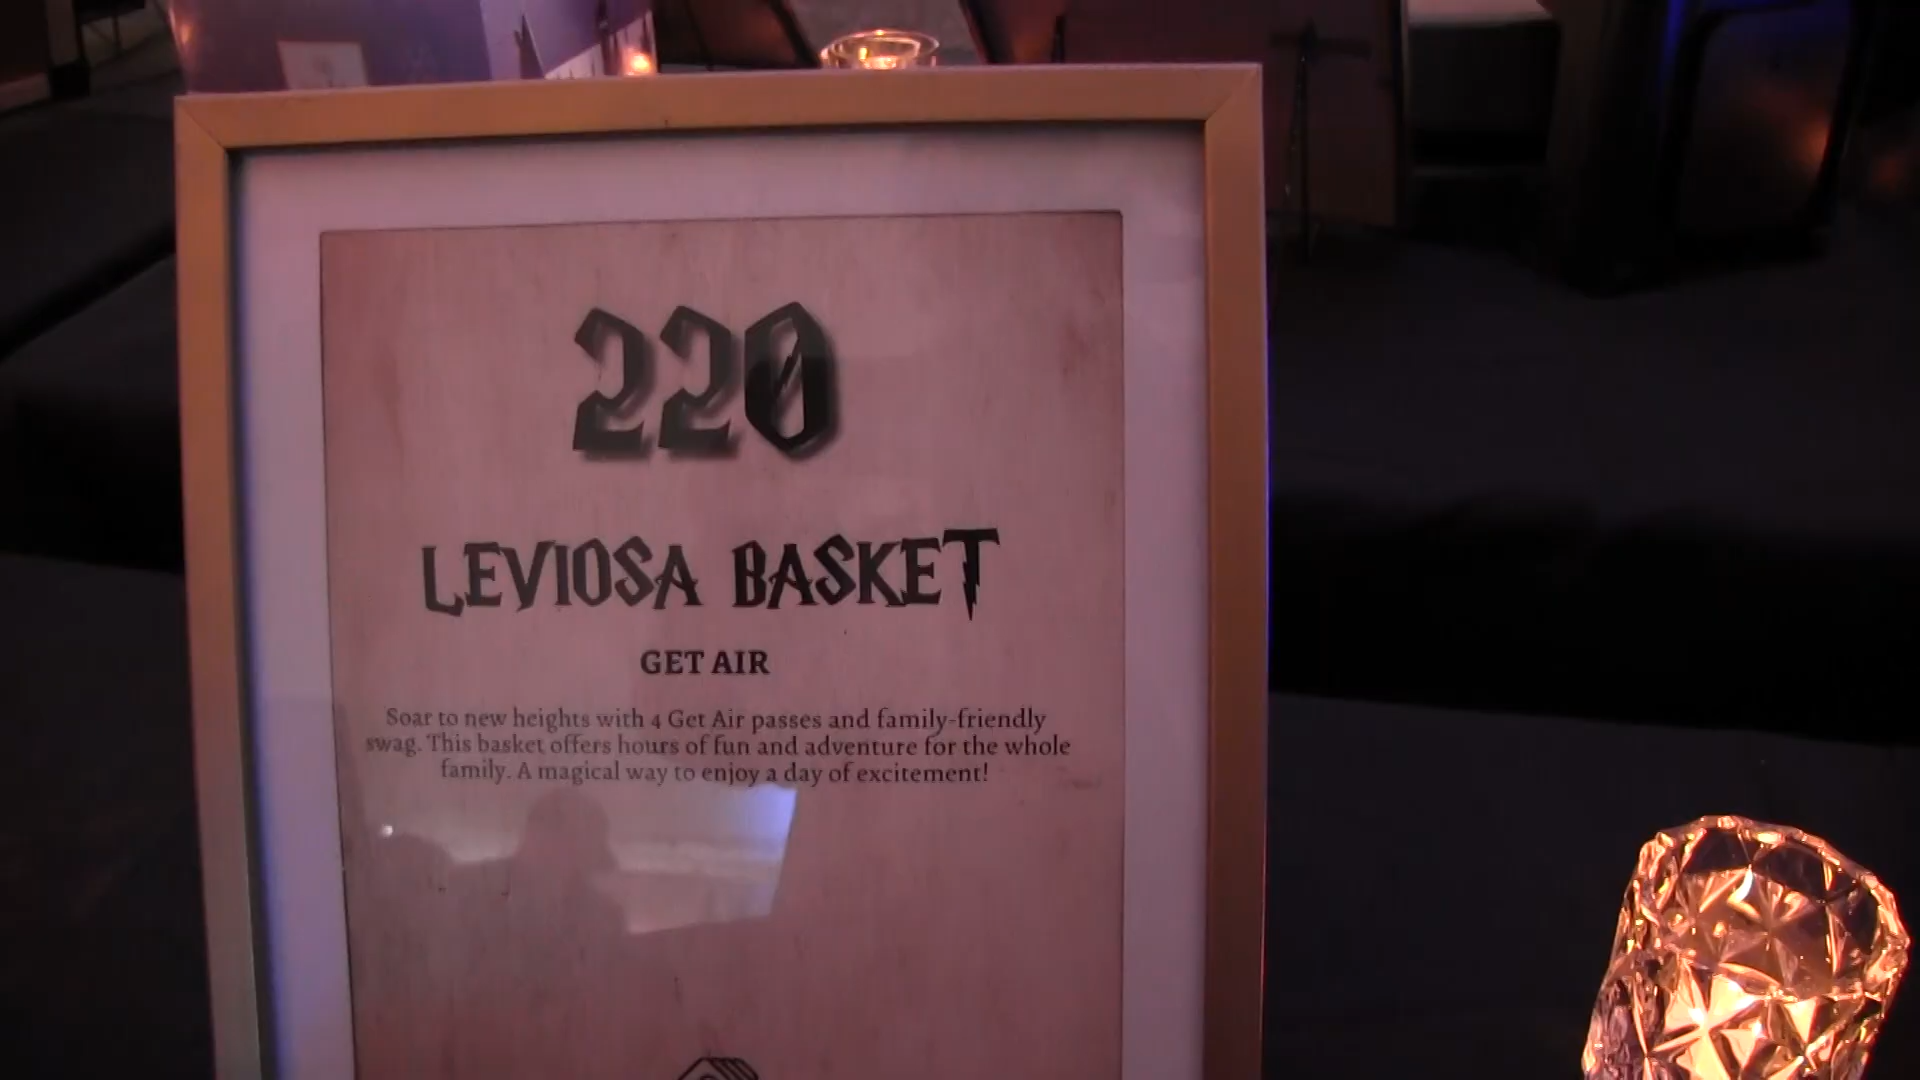 220
LEVIOSA BASKET
GET AIR
Soar to new heights with 4 Get Air passes and family-friendly
swag. This basket offers hours of fun and adventure for the whole
family. A magical way to enjoy a day of excitement!